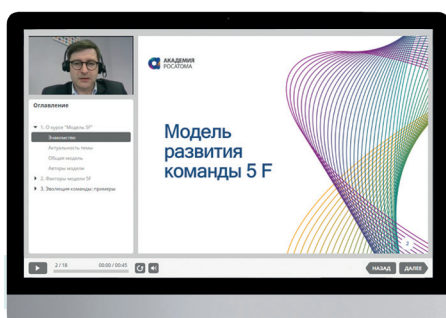 АКАДЕМИЯ
РОСАТОМА
Оглавление
1. О курсе "Модель 5F"
Знакомство
Актуальность темы
Общая модель
Авторы модели
2. Факторы модели 5F
3. Эволюция команды: примеры
Модель
развития
команды 5 F
2
2 / 18
00:00 / 00:45
НАЗАД
ДАЛЕЕ